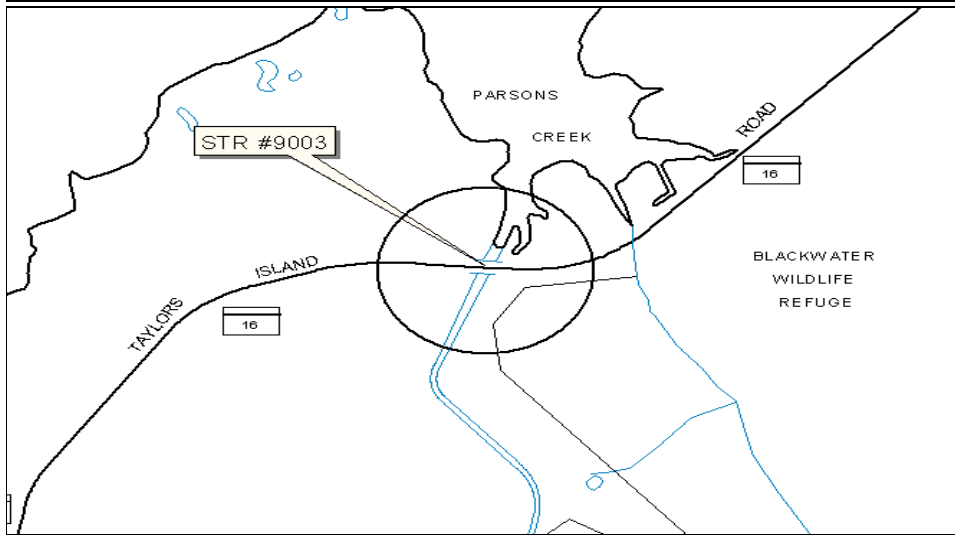 PARSONS
CREEK
STR #9003
ROAD
16
BLACKWATER
WILDLIFE
REFUGE
ISLAND
TAYLORS
16